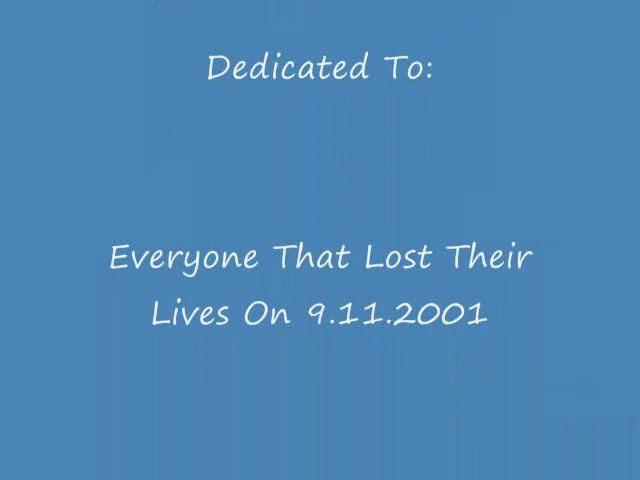 Dedicated To:
Everyone That Lost Their
Lives On 9.11.2001